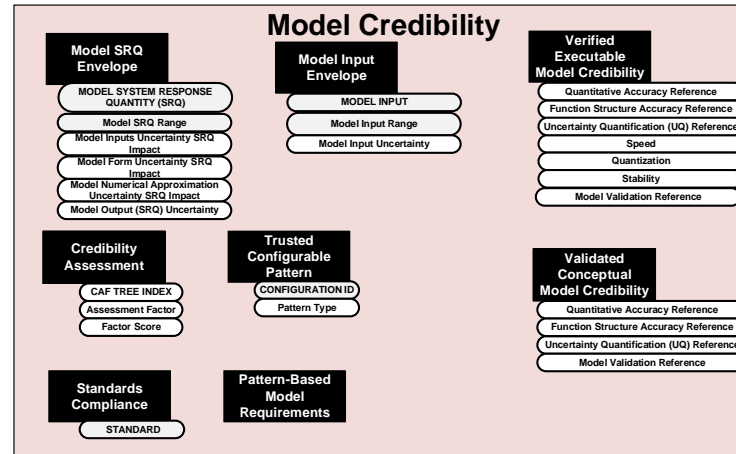 Model Credibility
Model SRQ
Envelope
MODEL SYSTEM RESPONSE
QUANTITY (SRQ)
Model SRQ Range
Model Inputs Uncertainty SRQ
Impact
Model Form Uncertainty SRQ
Impact
Model Numerical Approximation
Uncertainty SRQ Impact
Model Output (SRQ) Uncertainty
Model Input
Envelope
MODEL INPUT
Model Input Range
Model Input Uncertainty
Verified
Executable
Model Credibility
Quantitative Accuracy Reference
Function Structure Accuracy Reference
Uncertainty Quantification (UQ) Reference
Speed
Quantization
Stability
Model Validation Reference
Credibility
Assessment
CAF TREE INDEX
Assessment Factor
Factor Score
Trusted
Configurable
Pattern
CONFIGURATION ID
Pattern Type
Validated
Conceptual
Model Credibility
Quantitative Accuracy Reference
Function Structure Accuracy Reference
Uncertainty Quantification (UQ) Reference
Model Validation Reference
Standards
Compliance
STANDARD
Pattern-Based
Model
Requirements